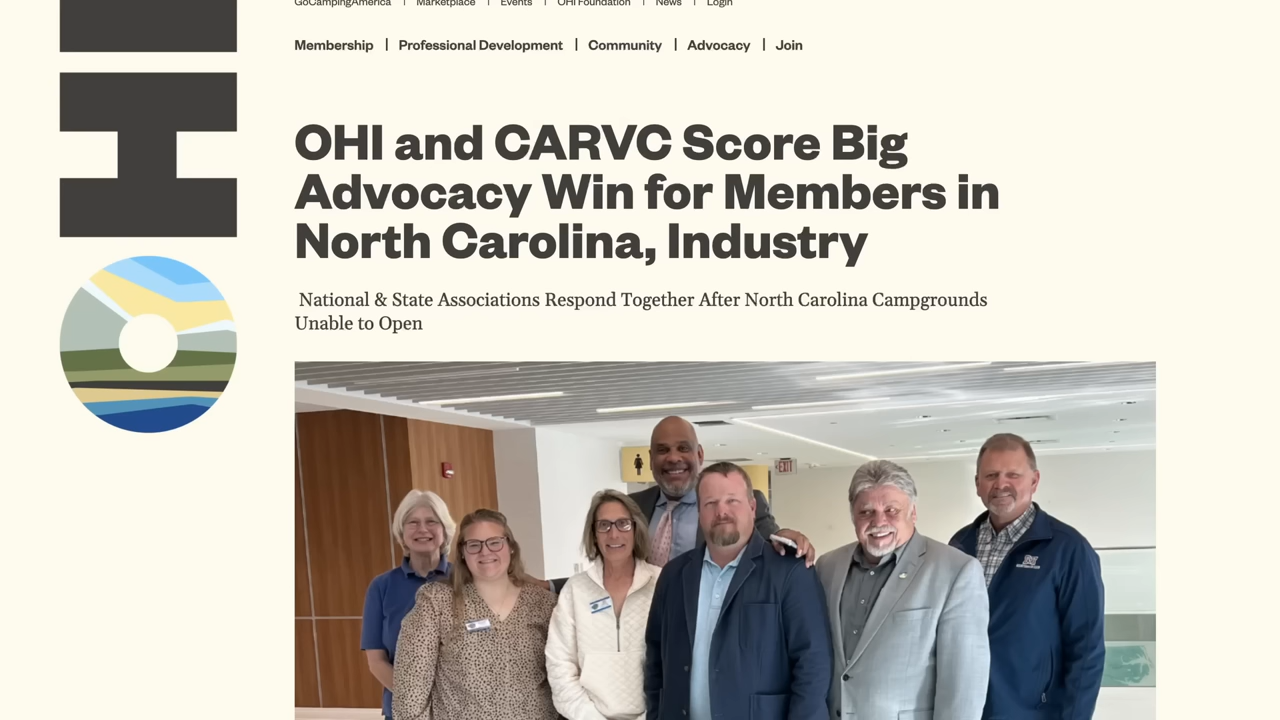 GoCampingAmerica | Marketplace | Events | OHI Foundation | News | Login
Membership | Professional Development | Community | Advocacy | Join
OHI
OHI and CARVC Score Big
Advocacy Win for Members in
North Carolina, Industry
National & State Associations Respond Together After North Carolina Campgrounds
Unable to Open
EXIT